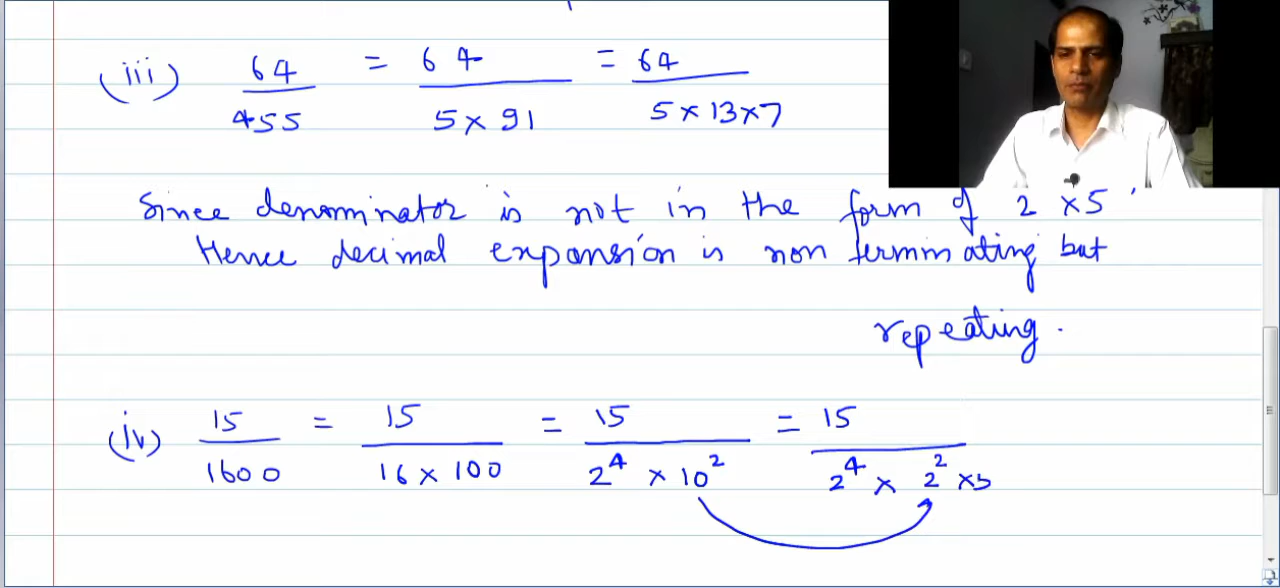 (iii) 64/455 = 64/(5 × 91) = 64/(5 × 13 × 7)
Since denominator is not in the form of 2 × 5
Hence decimal expansion is non terminating but
repeating.
(iv) 15/1600 = 15/(16 × 100) = 15/(2⁴ × 10²) = 15/(2⁴ × 2² × 5